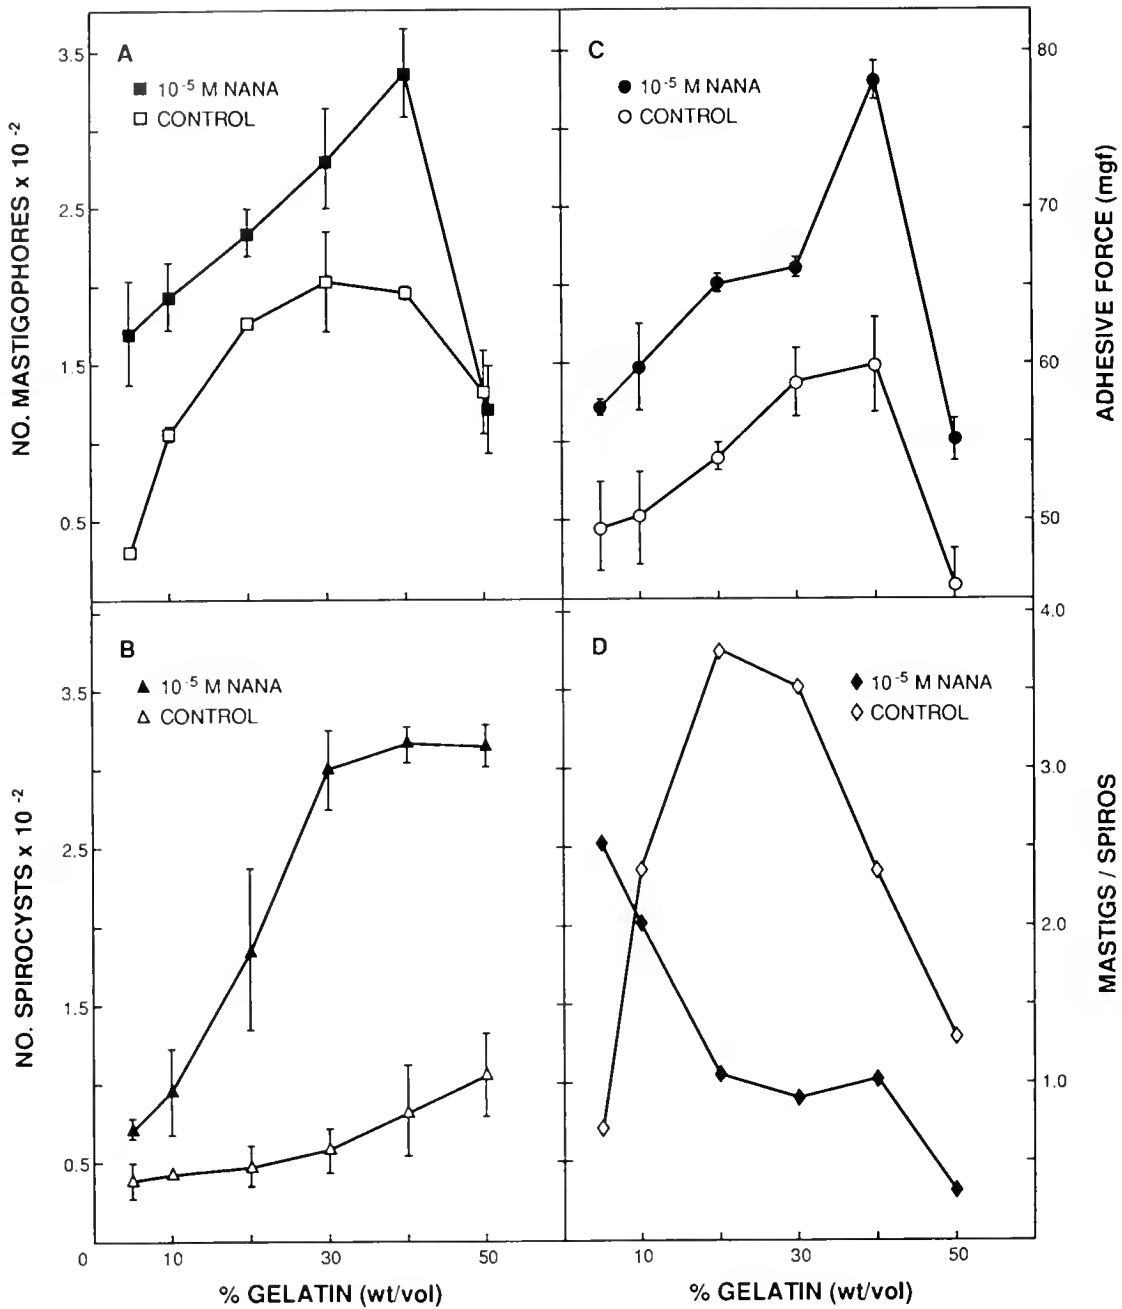 A
■ 10⁻⁵ M NANA
□ CONTROL
NO. MASTIGOPHORES x 10 ⁻²
3.5
2.5
1.5
0.5
C
● 10⁻⁵ M NANA
○ CONTROL
80
70
60
50
ADHESIVE FORCE (mgf)
B
▲ 10⁻⁵ M NANA
△ CONTROL
NO. SPIROCYSTS x 10 ⁻²
3.5
2.5
1.5
0.5
0
10
30
50
% GELATIN (wt/vol)
D
◆ 10⁻⁵ M NANA
◇ CONTROL
4.0
3.0
2.0
1.0
MASTIGS / SPIROS
10
30
50
% GELATIN (wt/vol)